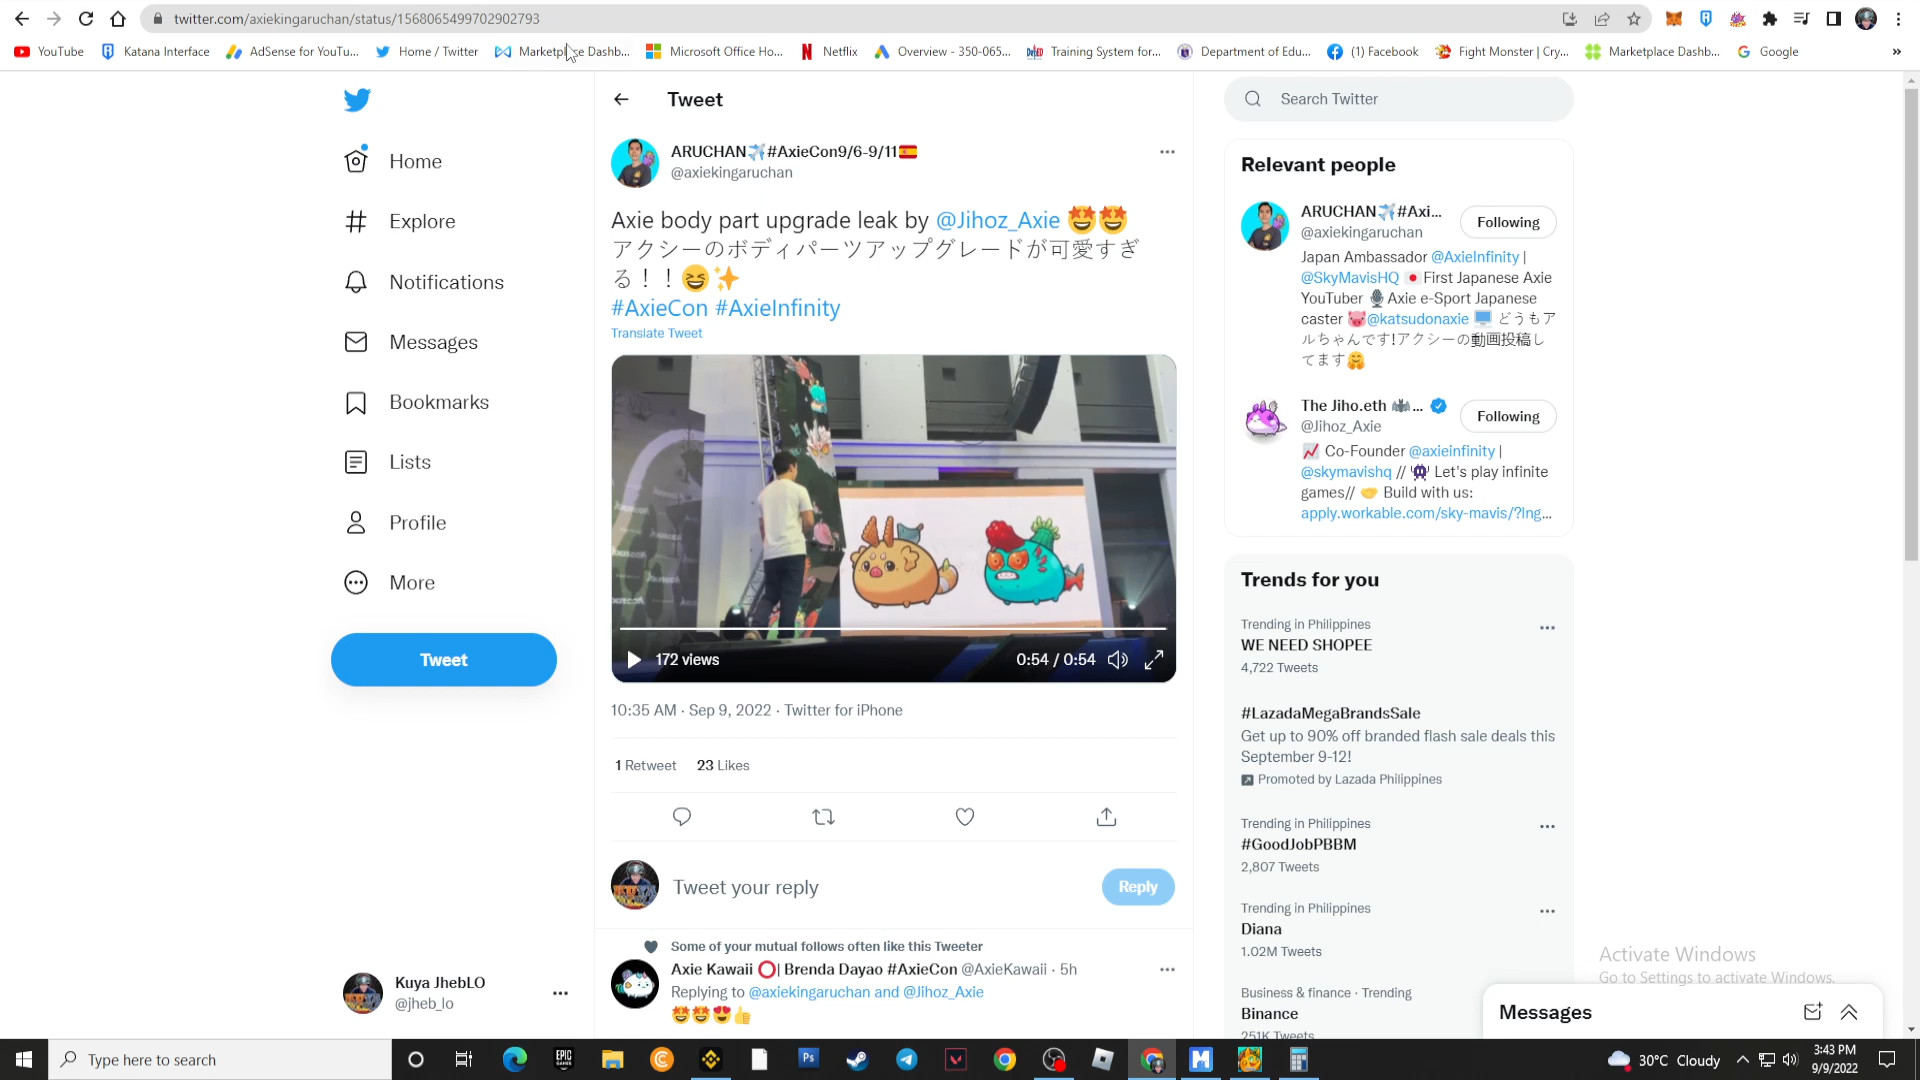 twitter.com/axiekingaruchan/status/1568065499702902793
YouTube
Katana Interface
AdSense for YouTu...
Home / Twitter
Marketplace Dashb...
Microsoft Office Ho...
Netflix
Overview - 350-065...
Training System for...
Department of Edu...
(1) Facebook
Fight Monster | Cry...
Marketplace Dashb...
Google
»
Home
Explore
Notifications
Messages
Bookmarks
Lists
Profile
More
Tweet
Kuya JhebLO
@jheb_lo
Tweet
ARUCHAN✈️#AxieCon9/6-9/11🇪🇸
@axiekingaruchan
Axie body part upgrade leak by @Jihoz_Axie 🤩🤩
アクシーのボディパーツアップグレードが可愛すぎ
る！！😆✨
#AxieCon #AxieInfinity
Translate Tweet
172 views
0:54 / 0:54
10:35 AM · Sep 9, 2022 · Twitter for iPhone
1 Retweet 23 Likes
Tweet your reply
Reply
Some of your mutual follows often like this Tweeter
Axie Kawaii ⭕| Brenda Dayao #AxieCon @AxieKawaii · 5h
Replying to @axiekingaruchan and @Jihoz_Axie
🤩🤩😍👍
Search Twitter
Relevant people
ARUCHAN✈️#Axi...
@axiekingaruchan
Following
Japan Ambassador @AxieInfinity |
@SkyMavisHQ 🇯🇵First Japanese Axie
YouTuber 🎙️Axie e-Sport Japanese
caster 🐷@katsudonaxie 🖥️ どうもア
ルちゃんです!アクシーの動画投稿し
てます🤗
The Jiho.eth 🦇...
@Jihoz_Axie
Following
📈 Co-Founder @axieinfinity |
@skymavishq // 👾 Let's play infinite
games// 🤝 Build with us:
apply.workable.com/sky-mavis/?lng...
Trends for you
Trending in Philippines
WE NEED SHOPEE
4,722 Tweets
#LazadaMegaBrandsSale
Get up to 90% off branded flash sale deals this
September 9-12!
Promoted by Lazada Philippines
Trending in Philippines
#GoodJobPBBM
2,807 Tweets
Trending in Philippines
Diana
1.02M Tweets
Business & finance · Trending
Binance
251K Tweets
Activate Windows
Go to Settings to activate Windows.
Messages
Type here to search
EPIC GAMES
Ps
30°C Cloudy
3:43 PM
9/9/2022